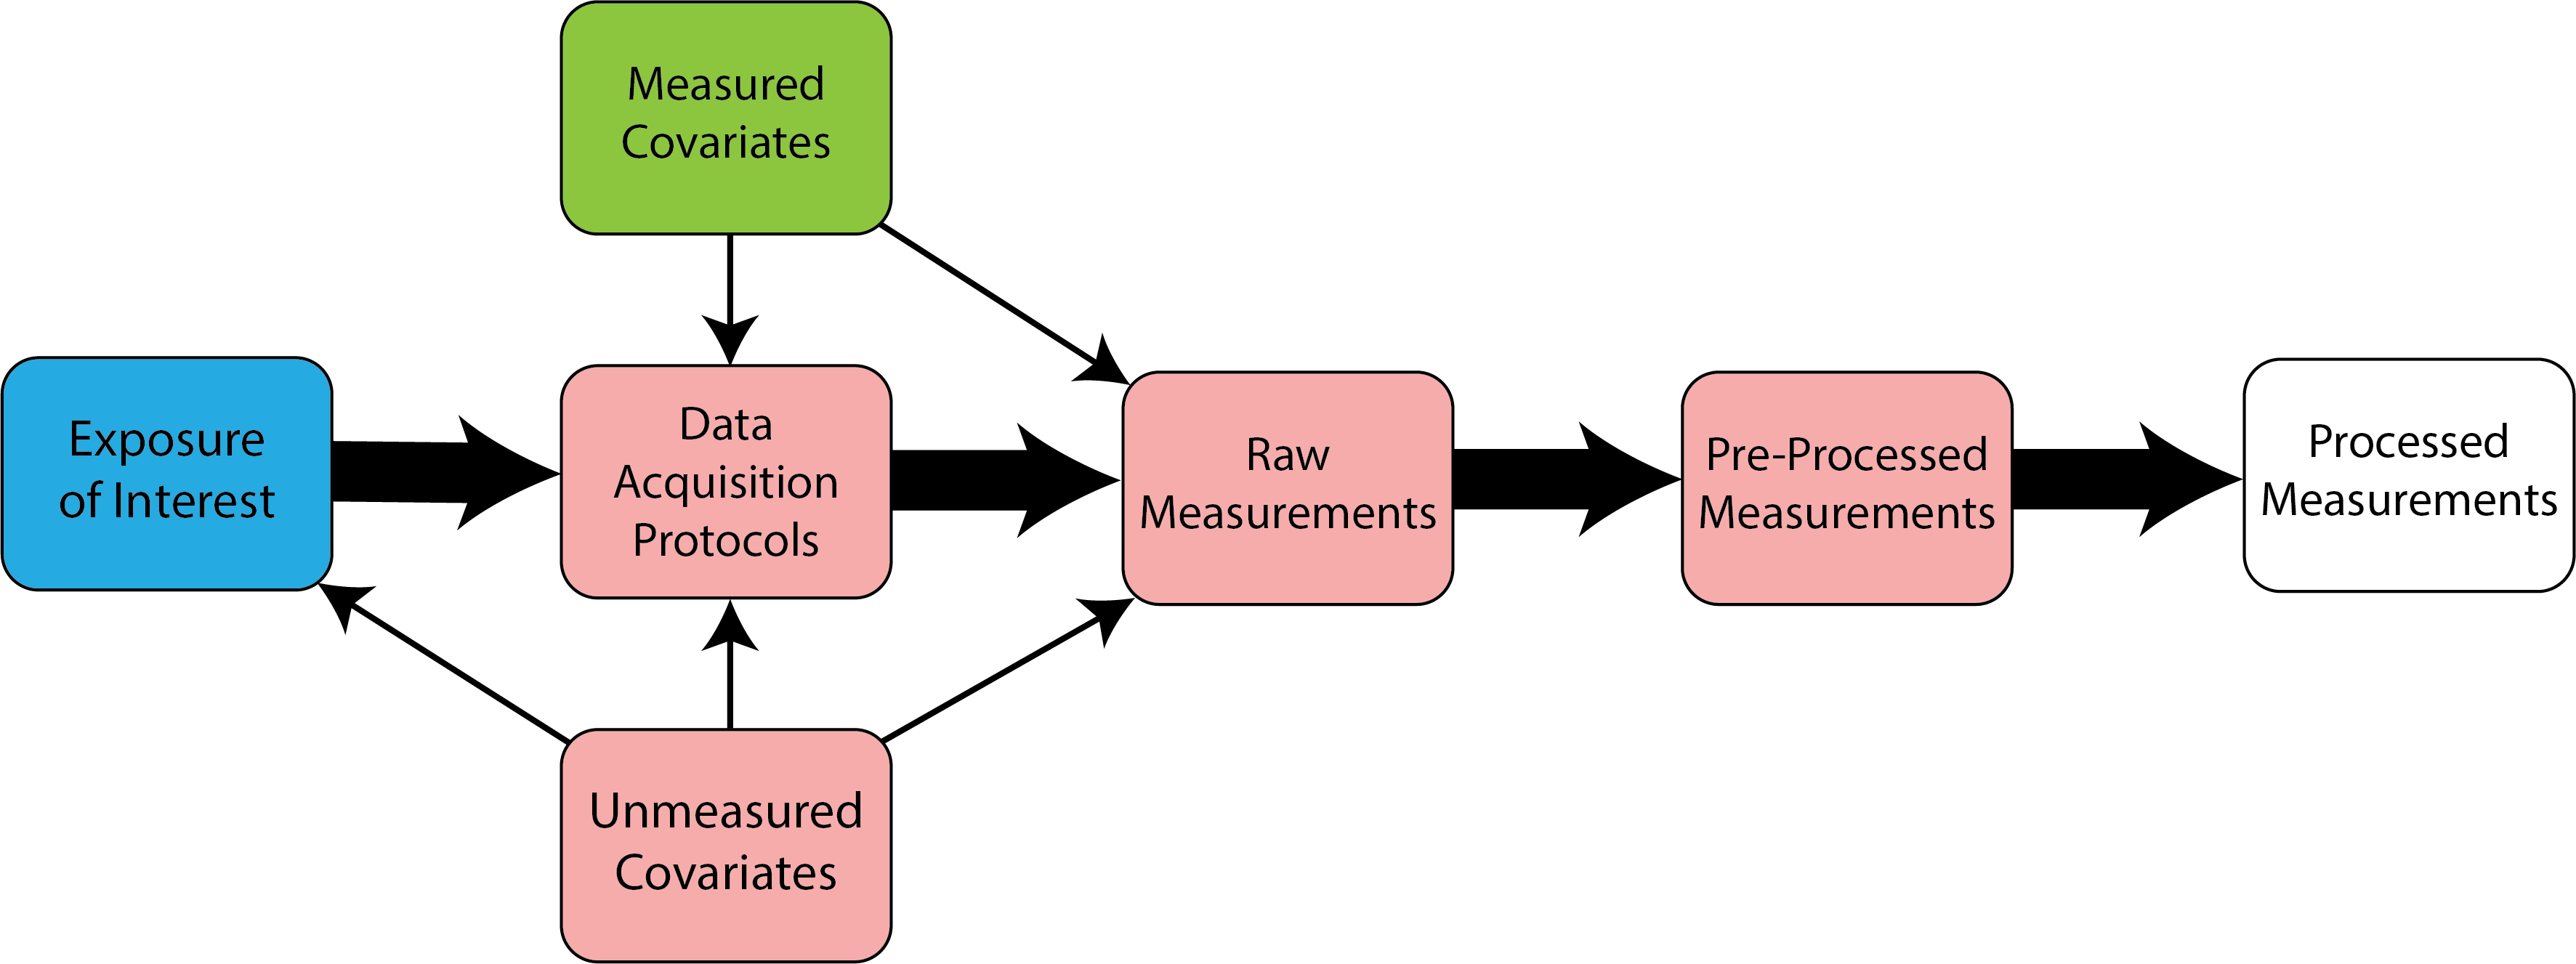 Measured
Covariates
Exposure
of Interest
Data
Acquisition
Protocols
Raw
Measurements
Pre-Processed
Measurements
Processed
Measurements
Unmeasured
Covariates